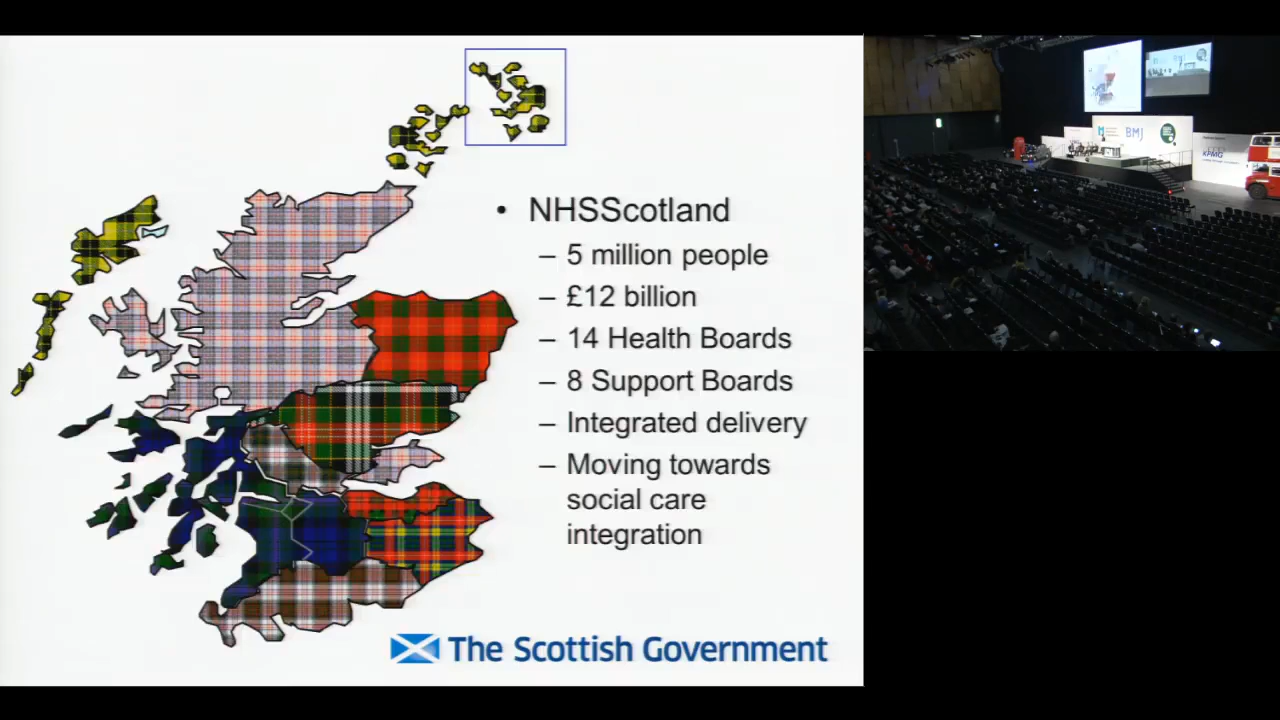 • NHSScotland
– 5 million people
– £12 billion
– 14 Health Boards
– 8 Support Boards
– Integrated delivery
– Moving towards
social care
integration
The Scottish Government
BMJ
KPMG